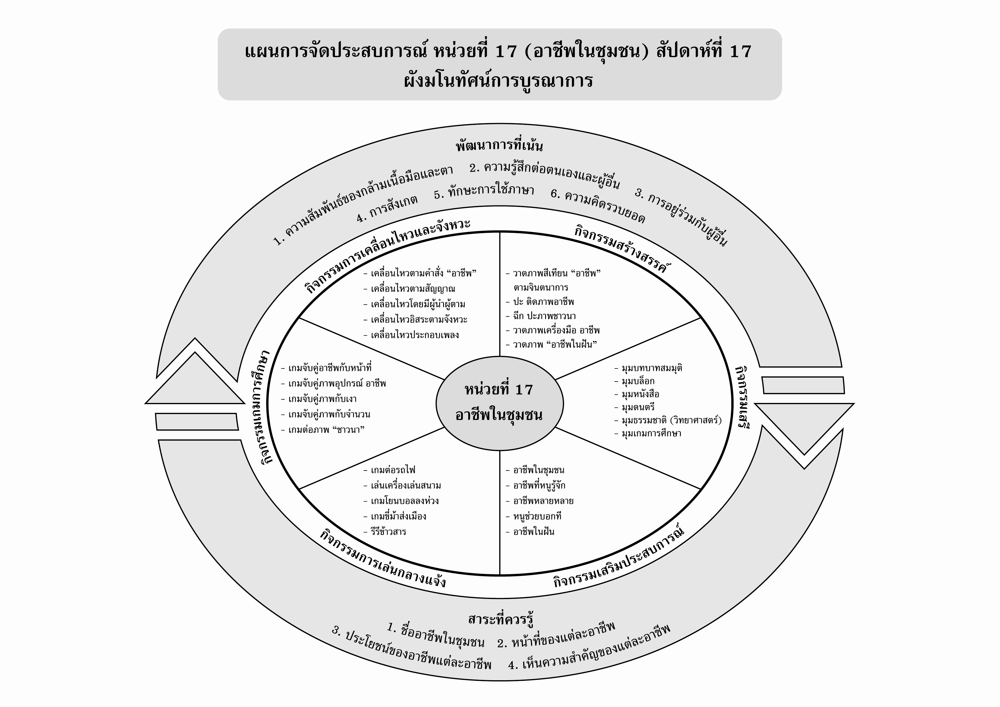 แผนการจัดประสบการณ์ หน่วยที่ 17 (อาชีพในชุมชน) สัปดาห์ที่ 17
ผังมโนทัศน์การบูรณาการ
พัฒนาการที่เน้น
1. ความสัมพันธ์ของกล้ามเนื้อมือและตา 2. ความรู้สึกต่อตนเองและผู้อื่น 3. การอยู่ร่วมกับผู้อื่น
4. การสังเกต 5. ทักษะการใช้ภาษา 6. ความคิดรวบยอด
กิจกรรมการเคลื่อนไหวและจังหวะ
- เคลื่อนไหวตามคำสั่ง “อาชีพ”
- เคลื่อนไหวตามสัญญาณ
- เคลื่อนไหวโดยมีผู้นำผู้ตาม
- เคลื่อนไหวอิสระตามจังหวะ
- เคลื่อนไหวประกอบเพลง
กิจกรรมสร้างสรรค์
- วาดภาพสีเทียน “อาชีพ”
ตามจินตนาการ
- ปะ ติดภาพอาชีพ
- ฉีก ปะภาพชาวนา
- วาดภาพเครื่องมือ อาชีพ
- วาดภาพ “อาชีพในฝัน”
กิจกรรมเกมการศึกษา
- เกมจับคู่อาชีพกับหน้าที่
- เกมจับคู่ภาพอุปกรณ์ อาชีพ
- เกมจับคู่ภาพกับเงา
- เกมจับคู่ภาพกับจำนวน
- เกมต่อภาพ “ชาวนา”
หน่วยที่ 17
อาชีพในชุมชน
กิจกรรมเสรี
- มุมบทบาทสมมุติ
- มุมบล็อก
- มุมหนังสือ
- มุมดนตรี
- มุมธรรมชาติ (วิทยาศาสตร์)
- มุมเกมการศึกษา
- เกมต่อรถไฟ
- เล่นเครื่องเล่นสนาม
- เกมโยนบอลลงห่วง
- เกมขี่ม้าส่งเมือง
- รีรีข้าวสาร
กิจกรรมการเล่นกลางแจ้ง
- อาชีพในชุมชน
- อาชีพที่หนูรู้จัก
- อาชีพหลายหลาย
- หนูช่วยบอกที
- อาชีพในฝัน
กิจกรรมเสริมประสบการณ์
สาระที่ควรรู้
1. ชื่ออาชีพในชุมชน 2. หน้าที่ของแต่ละอาชีพ
3. ประโยชน์ของอาชีพแต่ละอาชีพ 4. เห็นความสำคัญของแต่ละอาชีพ